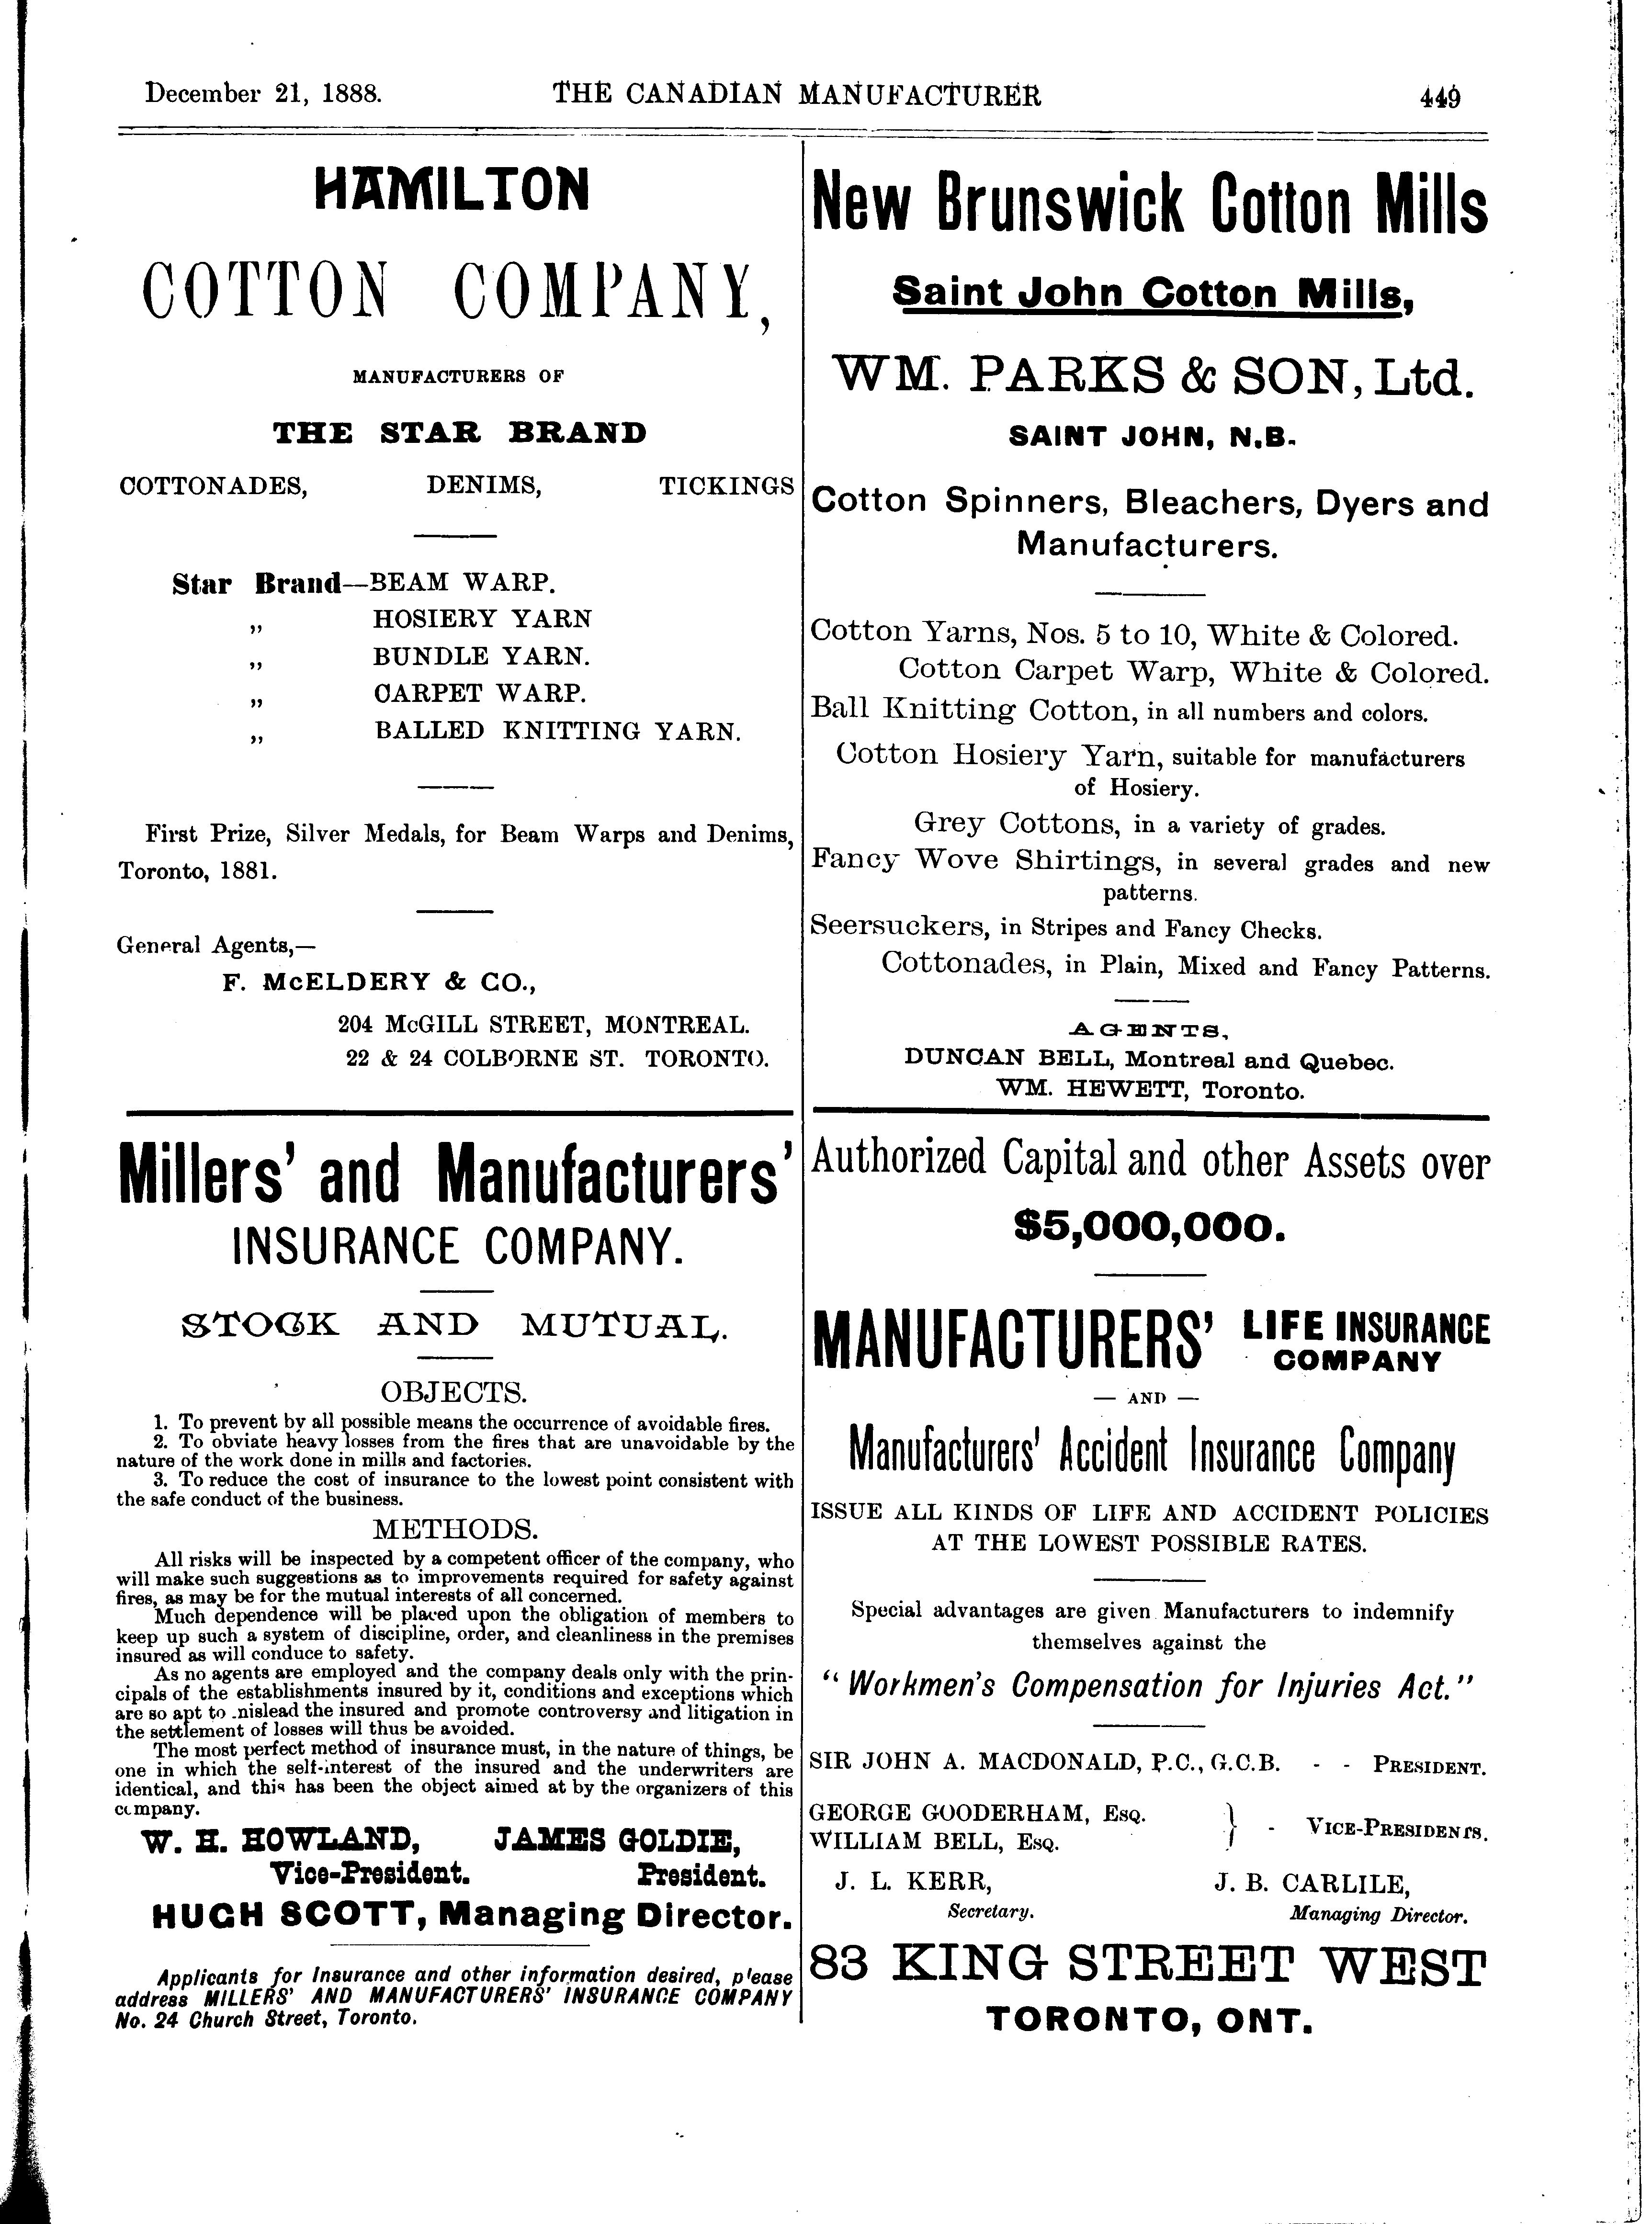 December 21, 1888. THE CANADIAN MANUFACTURER 449
HAMILTON
COTTON COMPANY,
MANUFACTURERS OF
THE STAR BRAND
COTTONADES, DENIMS, TICKINGS
Star Brand—BEAM WARP.
„ HOSIERY YARN
„ BUNDLE YARN.
„ CARPET WARP.
„ BALLED KNITTING YARN.
First Prize, Silver Medals, for Beam Warps and Denims,
Toronto, 1881.
General Agents,—
F. McELDERY & CO.,
204 McGILL STREET, MONTREAL.
22 & 24 COLBORNE ST. TORONTO.
Millers' and Manufacturers'
INSURANCE COMPANY.
STOCK AND MUTUAL.
OBJECTS.
1. To prevent by all possible means the occurrence of avoidable fires.
2. To obviate heavy losses from the fires that are unavoidable by the
nature of the work done in mills and factories.
3. To reduce the cost of insurance to the lowest point consistent with
the safe conduct of the business.
METHODS.
All risks will be inspected by a competent officer of the company, who
will make such suggestions as to improvements required for safety against
fires, as may be for the mutual interests of all concerned.
Much dependence will be placed upon the obligation of members to
keep up such a system of discipline, order, and cleanliness in the premises
insured as will conduce to safety.
As no agents are employed and the company deals only with the prin-
cipals of the establishments insured by it, conditions and exceptions which
are so apt to mislead the insured and promote controversy and litigation in
the settlement of losses will thus be avoided.
The most perfect method of insurance must, in the nature of things, be
one in which the self-interest of the insured and the underwriters are
identical, and this has been the object aimed at by the organizers of this
company.
W. H. HOWLAND, JAMES GOLDIE,
Vice-President. President.
HUGH SCOTT, Managing Director.
Applicants for Insurance and other information desired, please
address MILLERS' AND MANUFACTURERS' INSURANCE COMPANY
No. 24 Church Street, Toronto.
New Brunswick Cotton Mills
Saint John Cotton Mills,
WM. PARKS & SON, Ltd.
SAINT JOHN, N.B.
Cotton Spinners, Bleachers, Dyers and
Manufacturers.
Cotton Yarns, Nos. 5 to 10, White & Colored.
Cotton Carpet Warp, White & Colored.
Ball Knitting Cotton, in all numbers and colors.
Cotton Hosiery Yarn, suitable for manufacturers
of Hosiery.
Grey Cottons, in a variety of grades.
Fancy Wove Shirtings, in several grades and new
patterns.
Seersuckers, in Stripes and Fancy Checks.
Cottonades, in Plain, Mixed and Fancy Patterns.
AGENTS,
DUNCAN BELL, Montreal and Quebec.
WM. HEWETT, Toronto.
Authorized Capital and other Assets over
$5,000,000.
MANUFACTURERS' LIFE INSURANCE
COMPANY
— AND —
Manufacturers' Accident Insurance Company
ISSUE ALL KINDS OF LIFE AND ACCIDENT POLICIES
AT THE LOWEST POSSIBLE RATES.
Special advantages are given Manufacturers to indemnify
themselves against the
"Workmen's Compensation for Injuries Act."
SIR JOHN A. MACDONALD, P.C., G.C.B. - - PRESIDENT.
GEORGE GOODERHAM, Esq.
WILLIAM BELL, Esq. } - VICE-PRESIDENTS.
J. L. KERR, J. B. CARLILE,
Secretary. Managing Director.
83 KING STREET WEST
TORONTO, ONT.